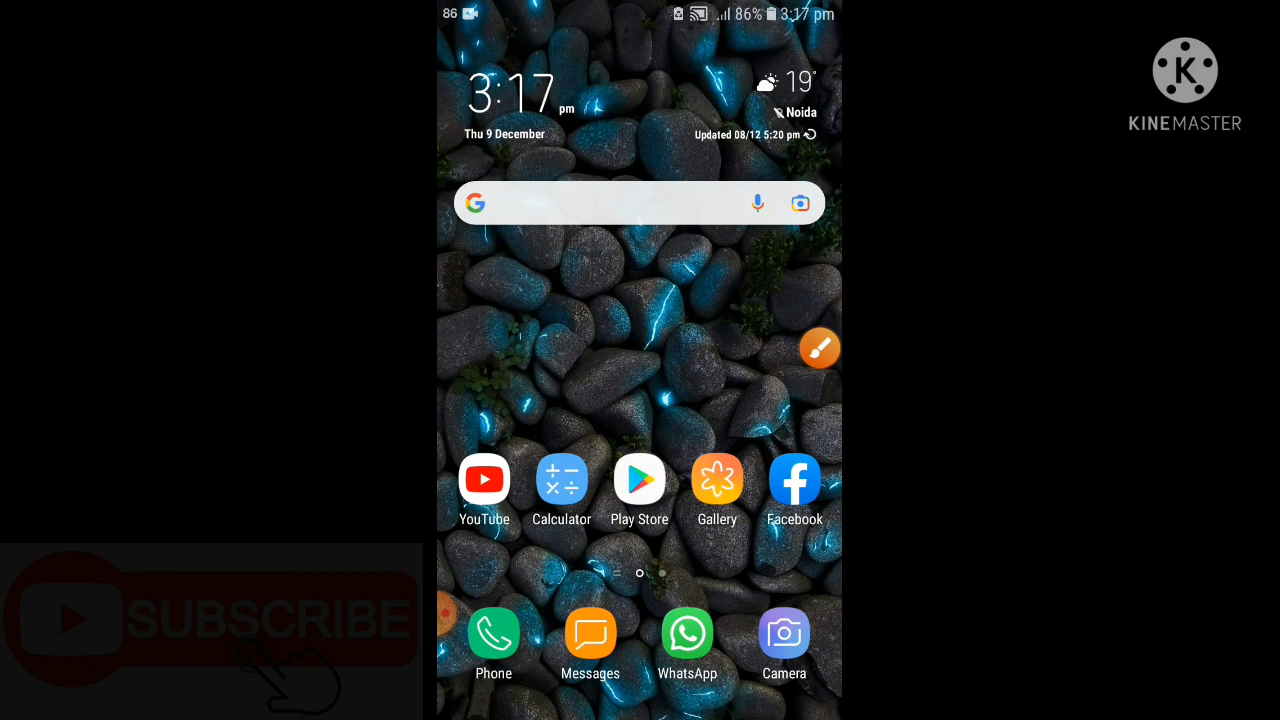 86
86% 3:17 pm
3:17 pm
19°
Noida
Thu 9 December
Updated 08/12 5:20 pm
K
KINEMASTER
YouTube
Calculator
Play Store
Gallery
Facebook
SUBSCRIBE
Phone
Messages
WhatsApp
Camera